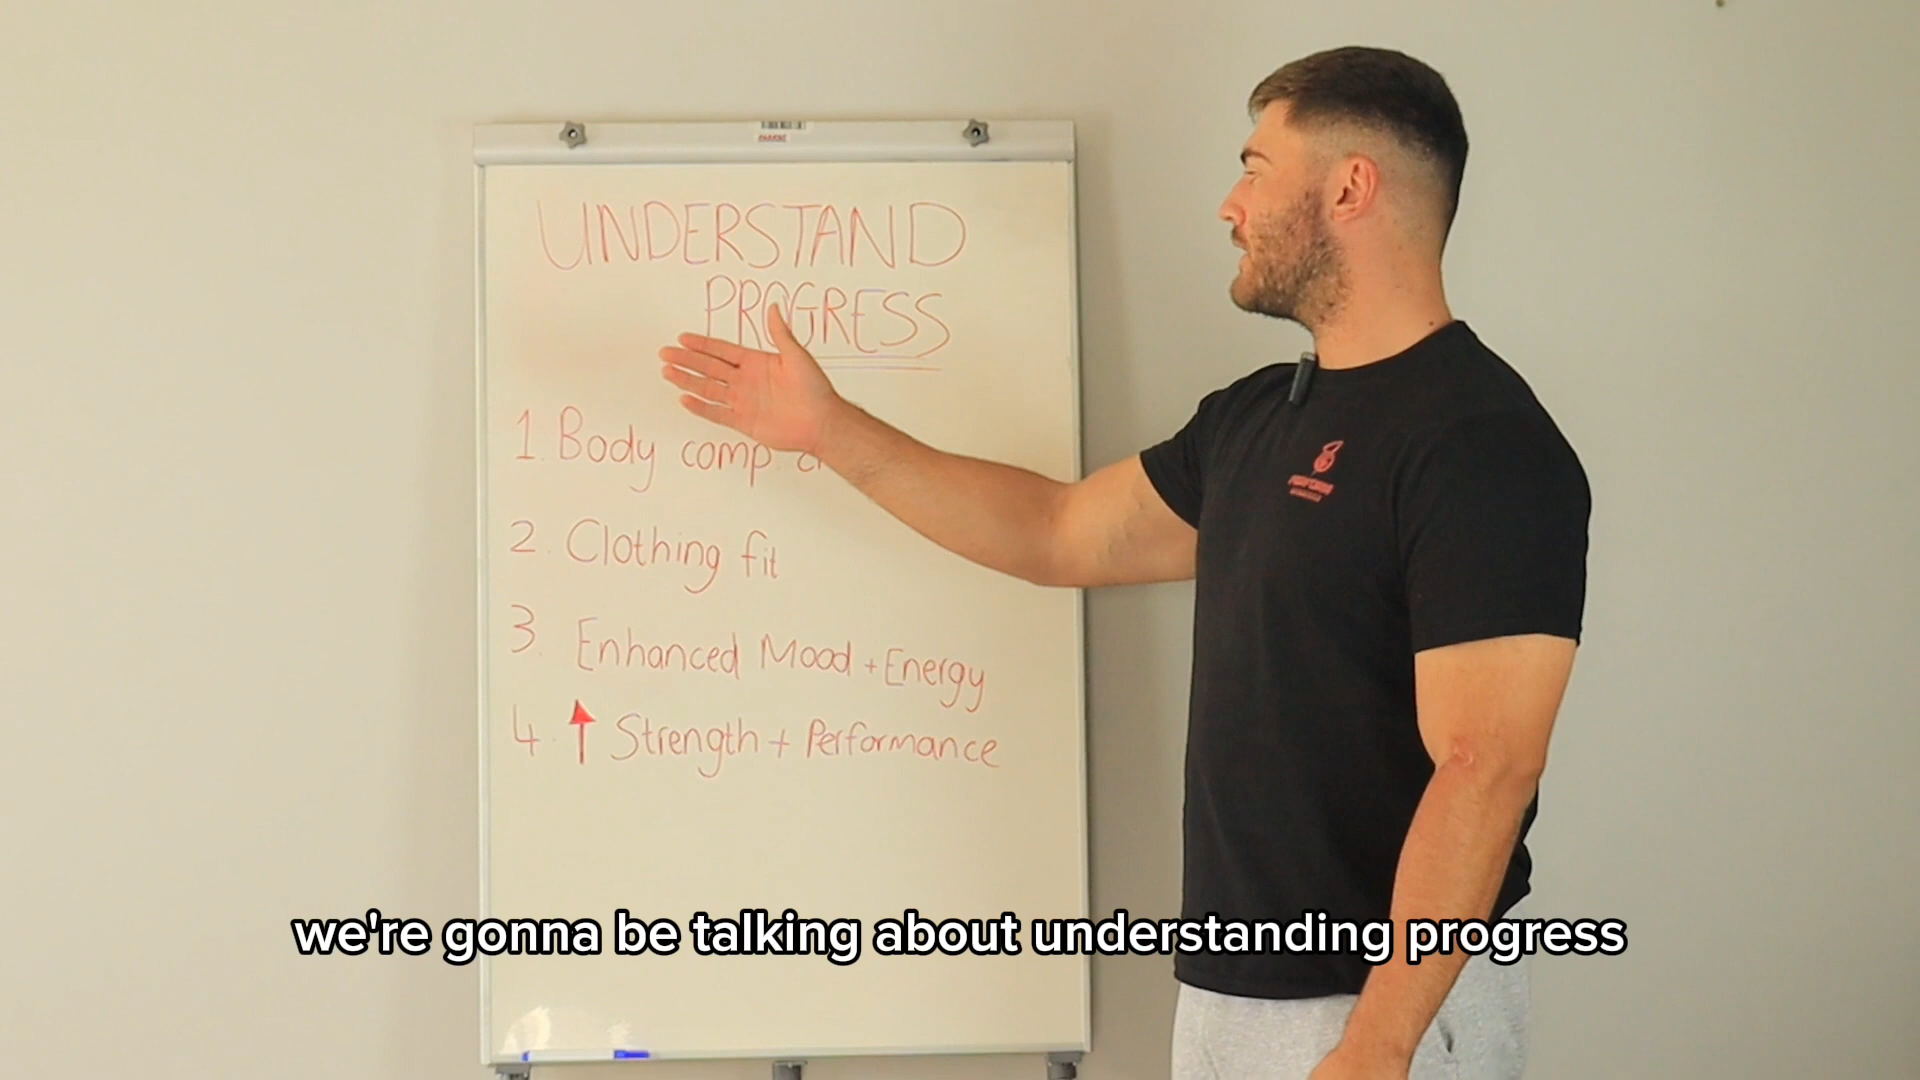 UNDERSTAND
PROGRESS
1. Body comp. c
2. Clothing fit
3. Enhanced Mood + Energy
4. ↑ Strength + Performance
we're gonna be talking about understanding progress